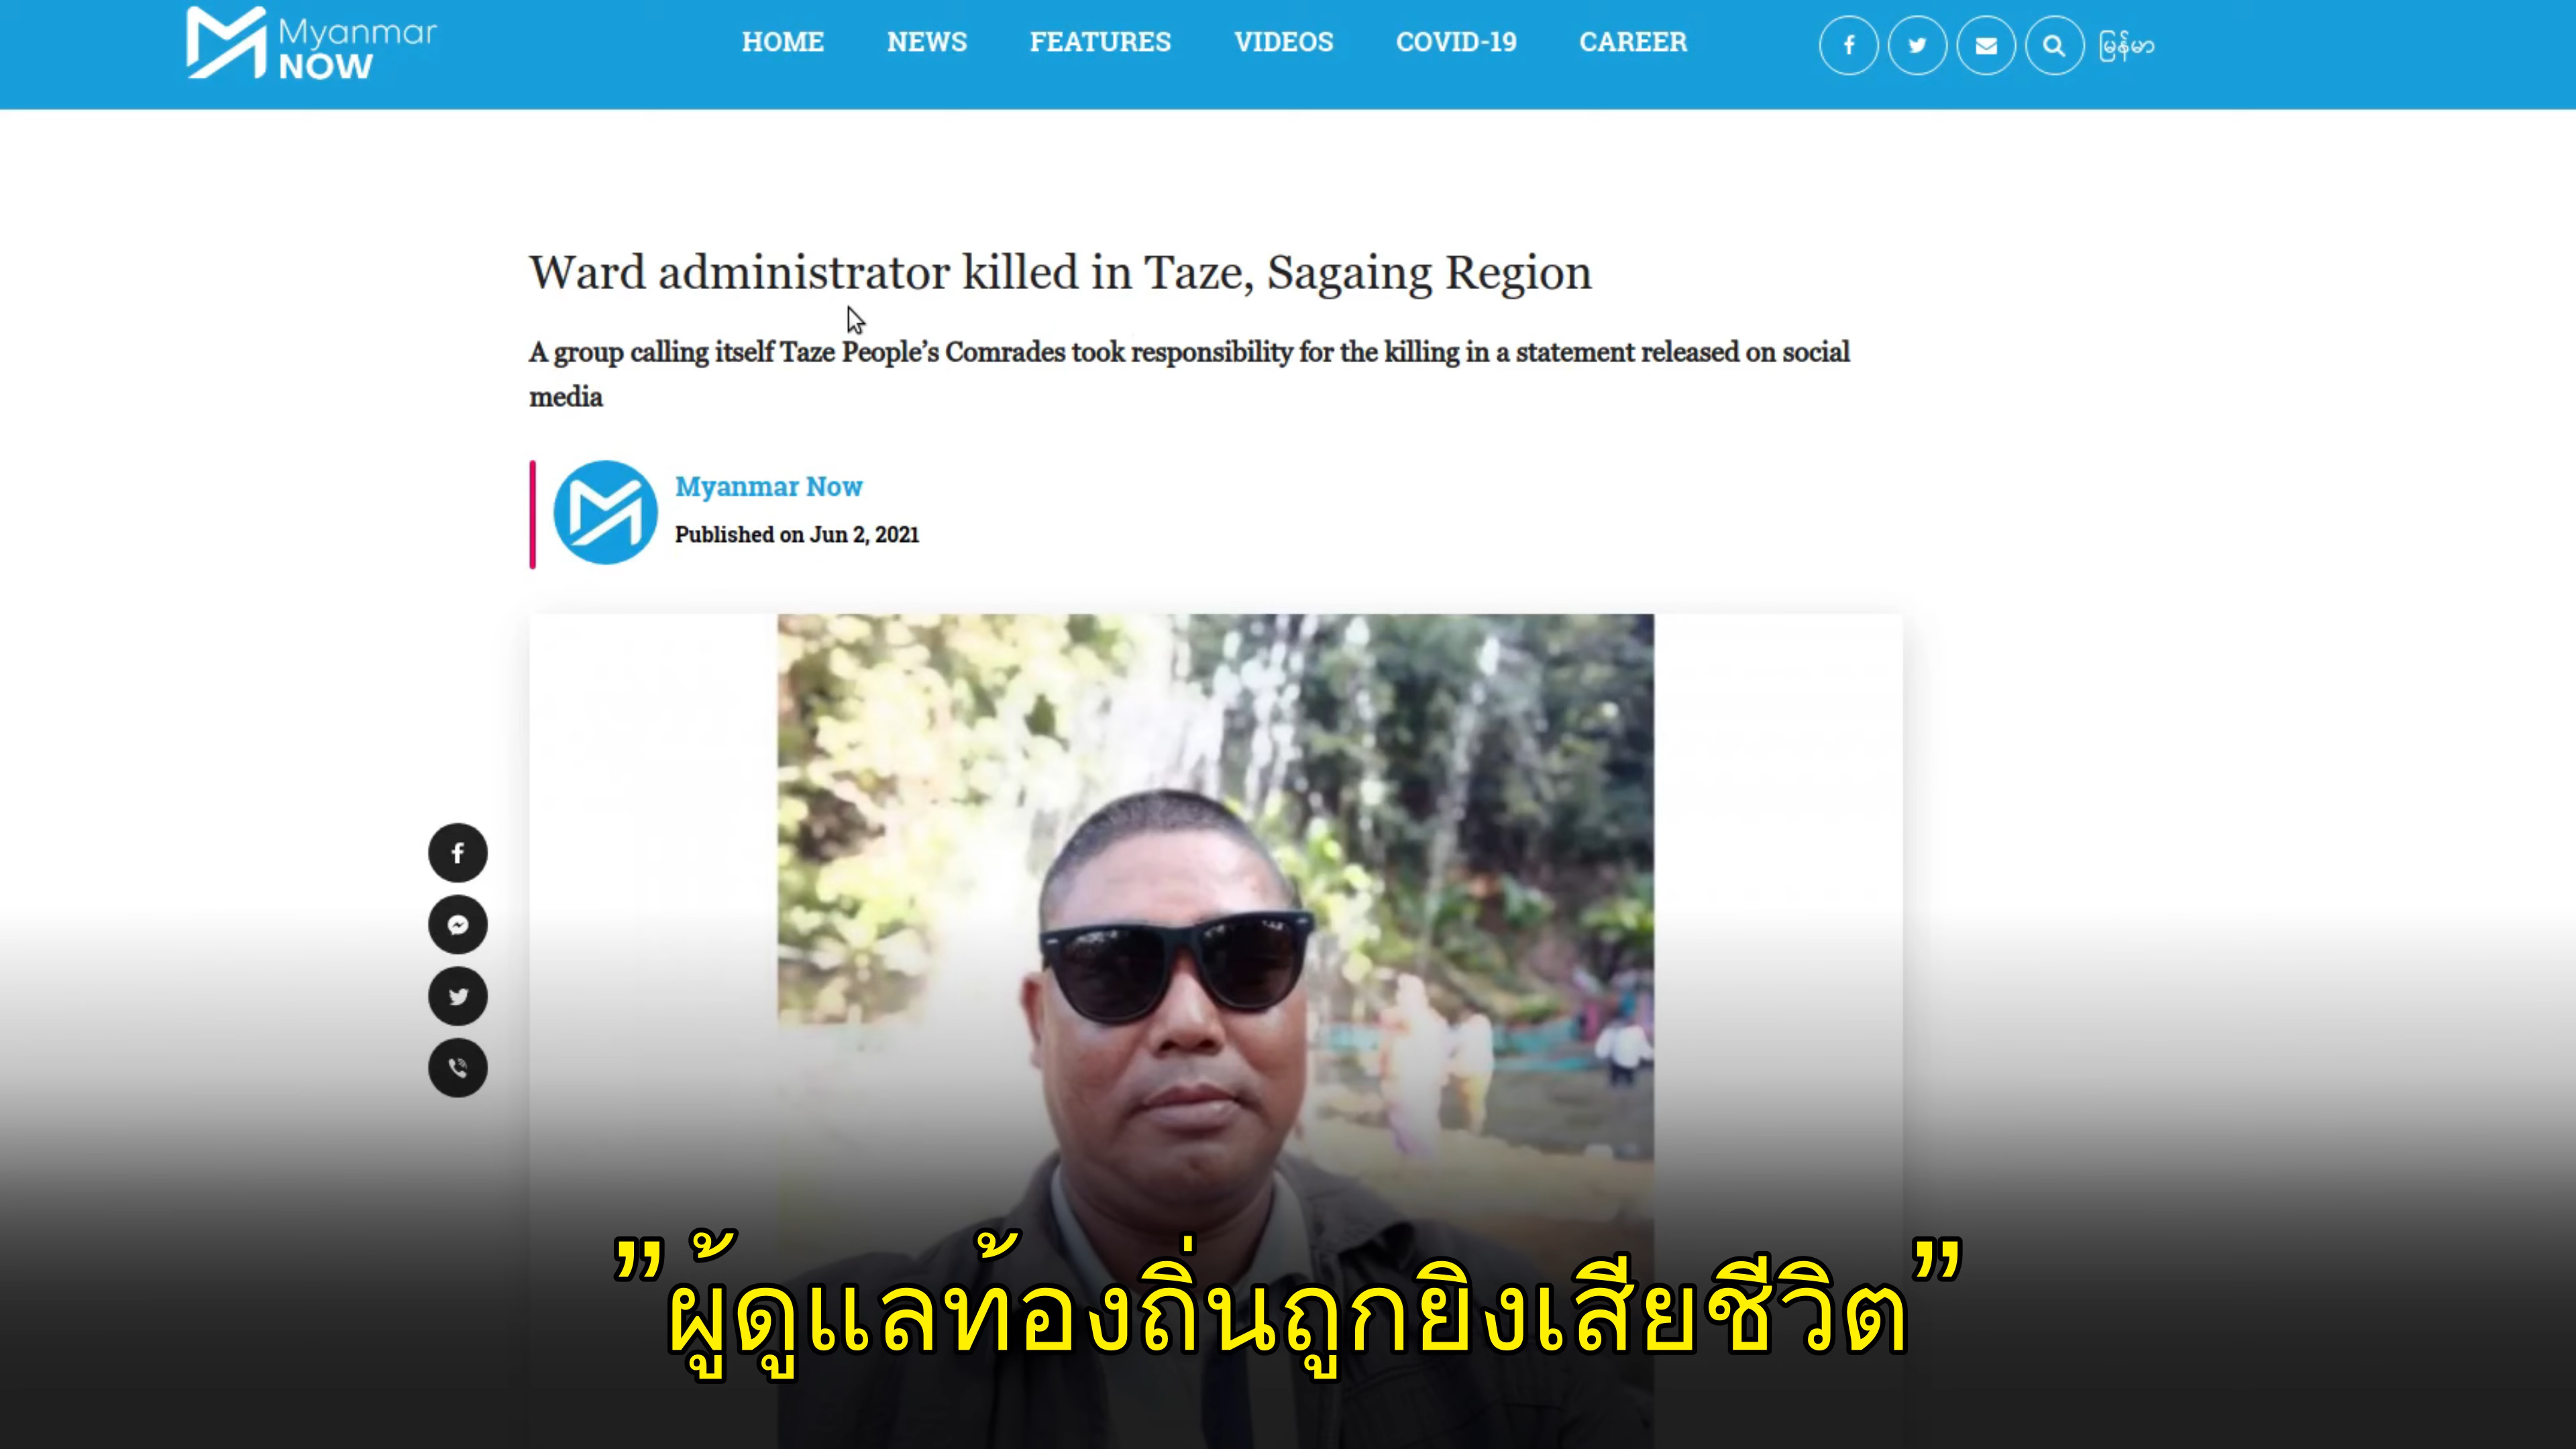 Myanmar
NOW
HOME NEWS FEATURES VIDEOS COVID-19 CAREER မြန်မာ
Ward administrator killed in Taze, Sagaing Region
A group calling itself Taze People’s Comrades took responsibility for the killing in a statement released on social
media
Myanmar Now
Published on Jun 2, 2021
”ผู้ดูแลท้องถิ่นถูกยิงเสียชีวิต”